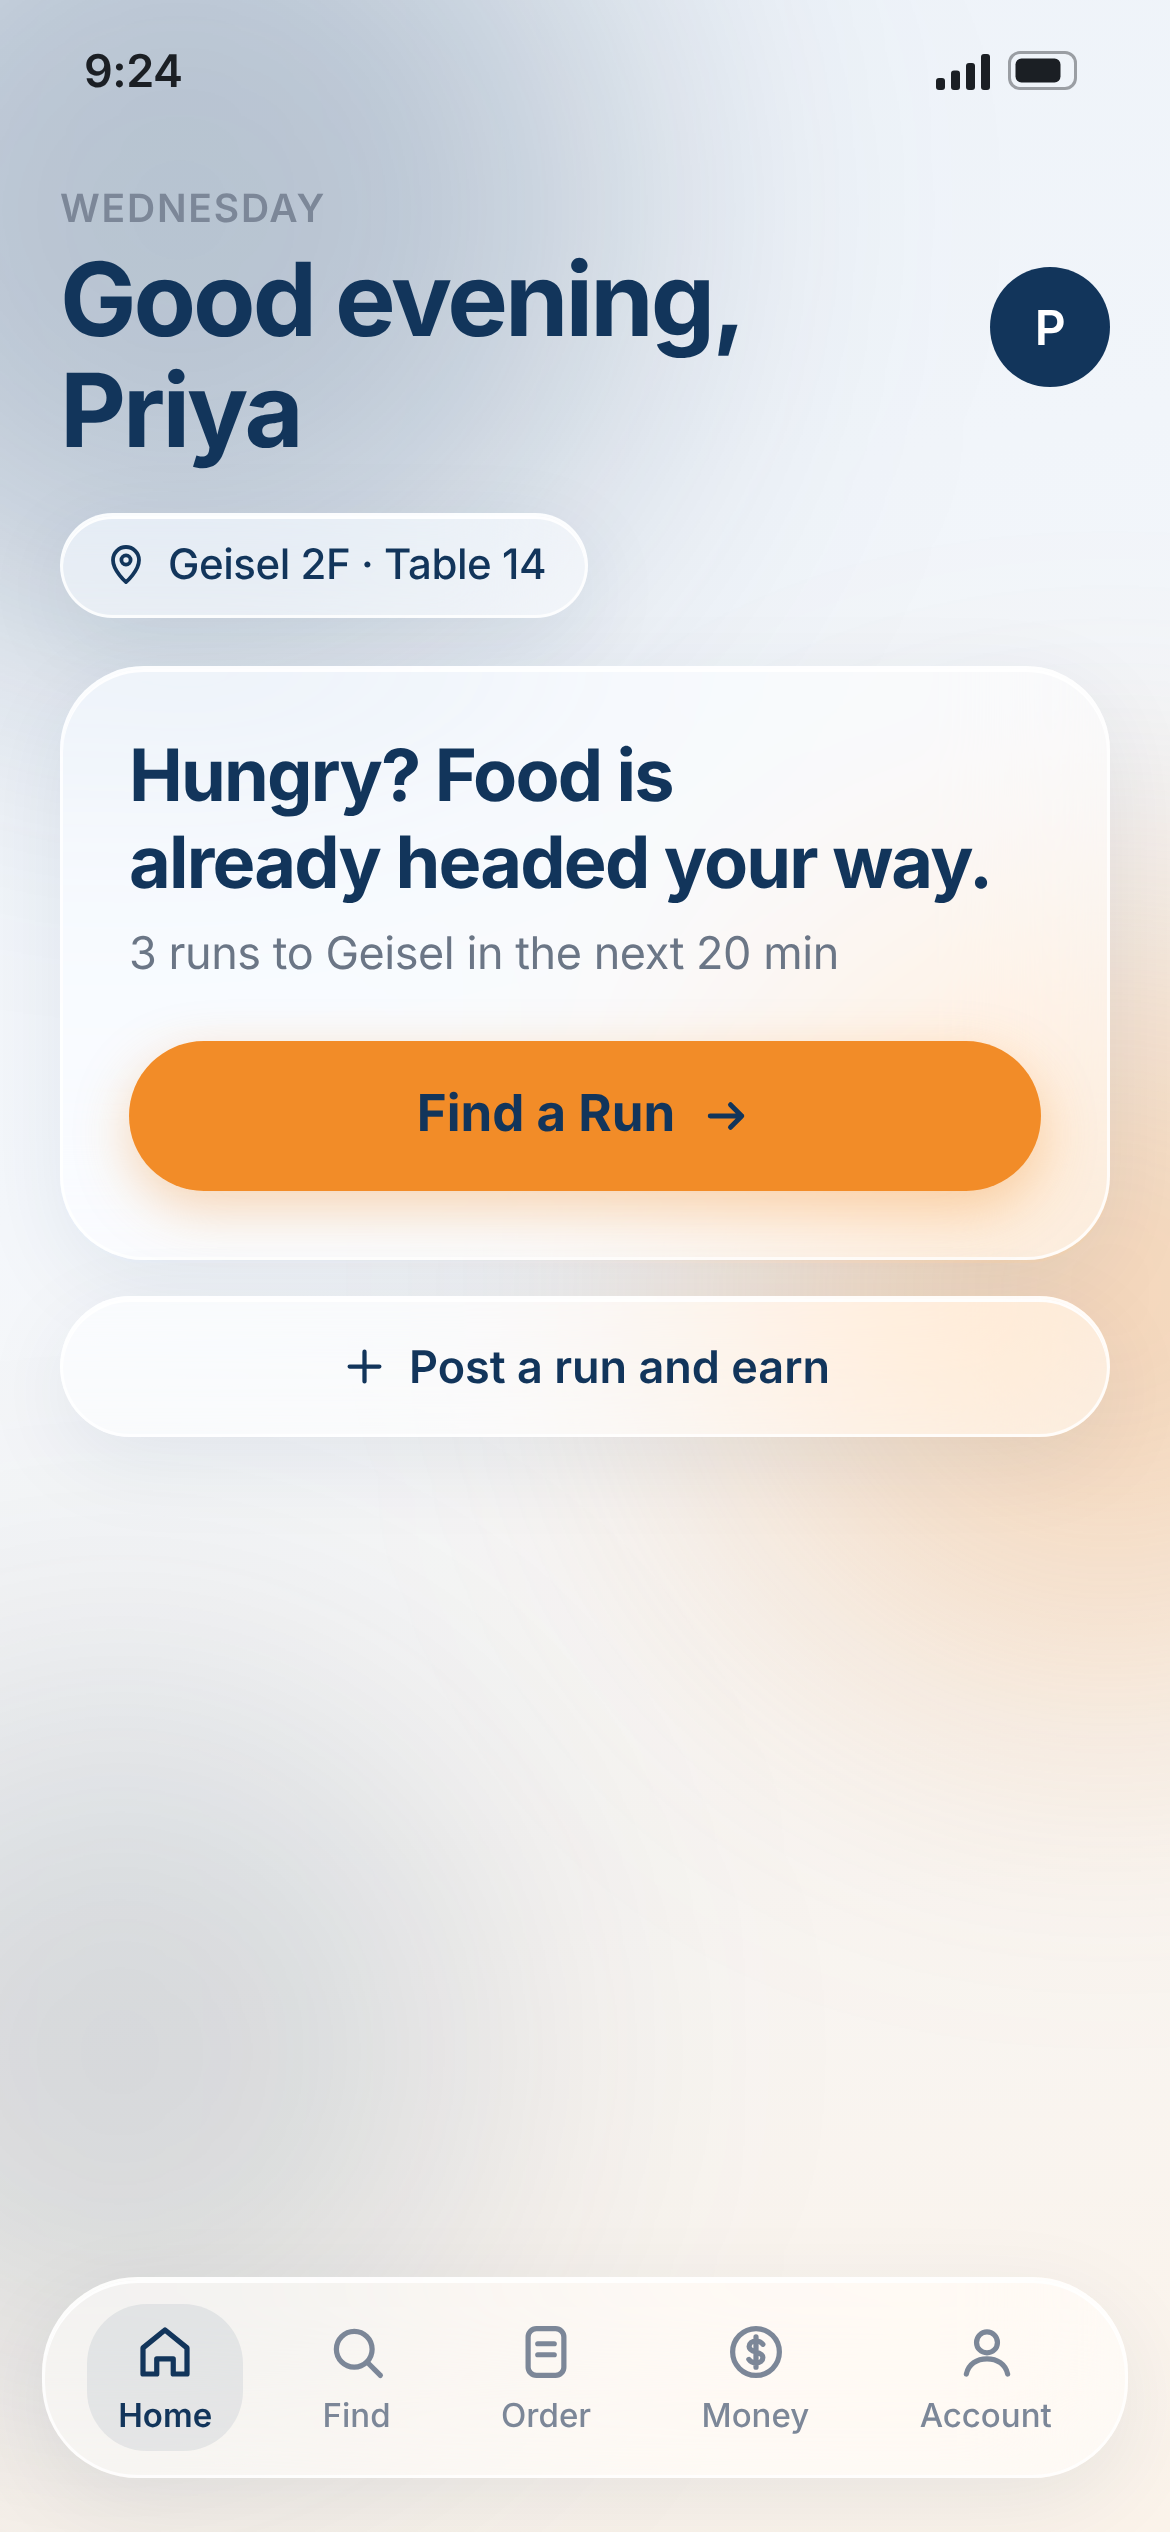 9:24
WEDNESDAY
Good evening,
Priya
P
Geisel 2F · Table 14
Hungry? Food is
already headed your way.
3 runs to Geisel in the next 20 min
Find a Run →
+ Post a run and earn
Home
Find
Order
Money
Account